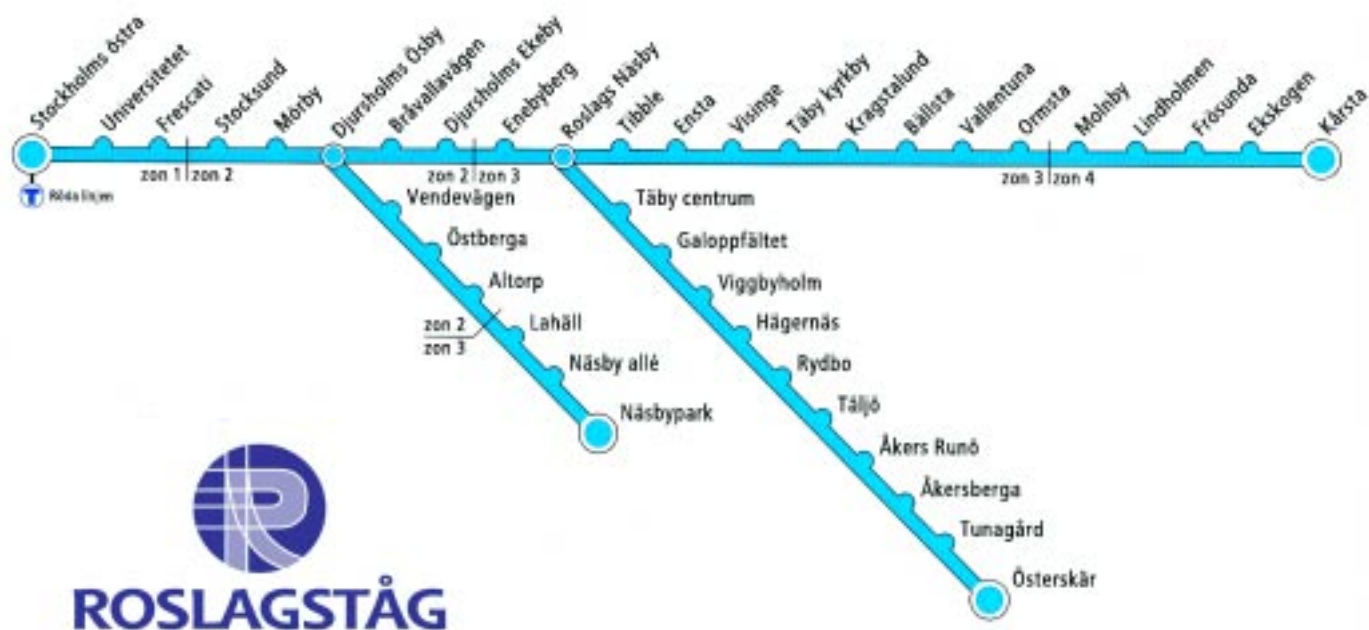 Stockholms östra
Universitetet
Frescati
Stocksund
Mörby
Djursholms Ösby
Bråvallavägen
Djursholms Ekeby
Enebyberg
Roslags Näsby
Tibble
Ensta
Visinge
Täby kyrkby
Kragstalund
Bällsta
Vallentuna
Ormsta
Molnby
Lindholmen
Frösunda
Ekskogen
Kårsta
zon 1 zon 2
zon 2 zon 3
zon 3 zon 4
T Röda linjen
Vendevägen
Östberga
Altorp
Lahäll
Näsby allé
Näsbypark
zon 2
zon 3
Täby centrum
Galoppfältet
Viggbyholm
Hägernäs
Rydbo
Täljö
Åkers Runö
Åkersberga
Tunagård
Österskär
R
ROSLAGSTÅG